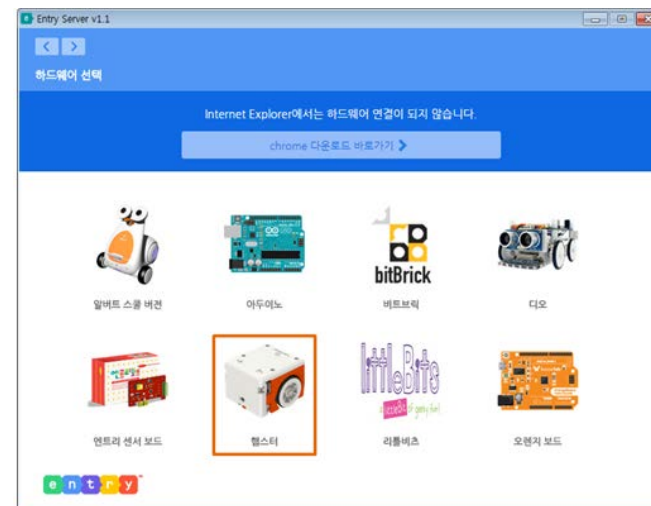 Entry Server v1.1
하드웨어 선택
Internet Explorer에서는 하드웨어 연결이 되지 않습니다.
chrome 다운로드 바로가기
bitBrick
알버트 스쿨 버전
아두이노
비트브릭
디오
littleBits
엔트리 센서 보드
햄스터
리틀비츠
오렌지 보드
entry